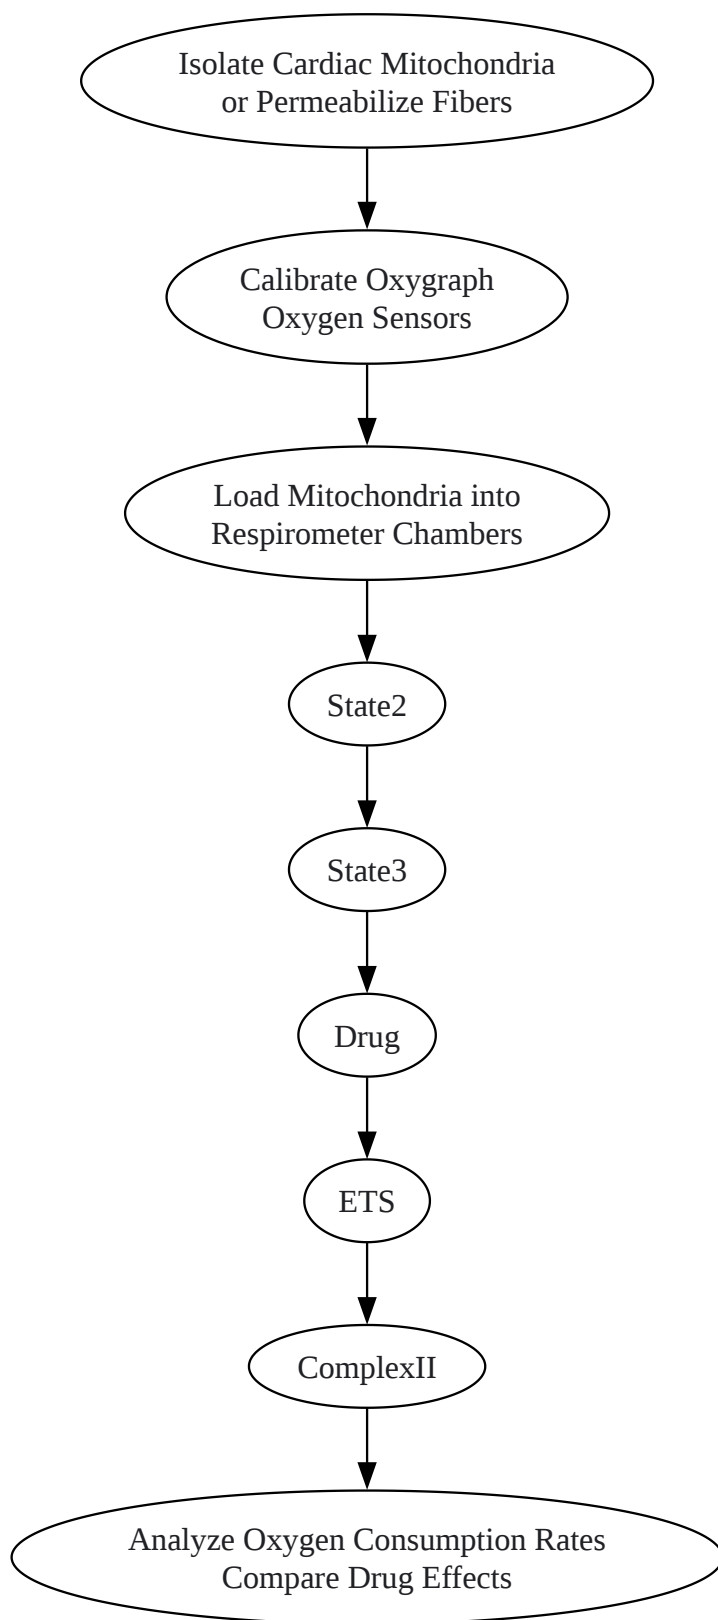 Isolate Cardiac Mitochondria
or Permeabilize Fibers
Calibrate Oxygraph
Oxygen Sensors
Load Mitochondria into
Respirometer Chambers
State2
State3
Drug
ETS
ComplexII
Analyze Oxygen Consumption Rates
Compare Drug Effects